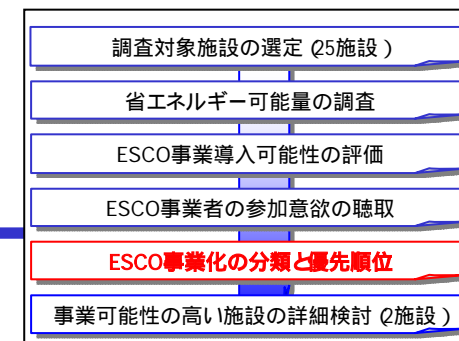 調査対象施設の選定（25施設）
省エネルギー可能量の調査
ESCO事業導入可能性の評価
ESCO事業者の参加意欲の聴取
ESCO事業化の分類と優先順位
事業可能性の高い施設の詳細検討（2施設）